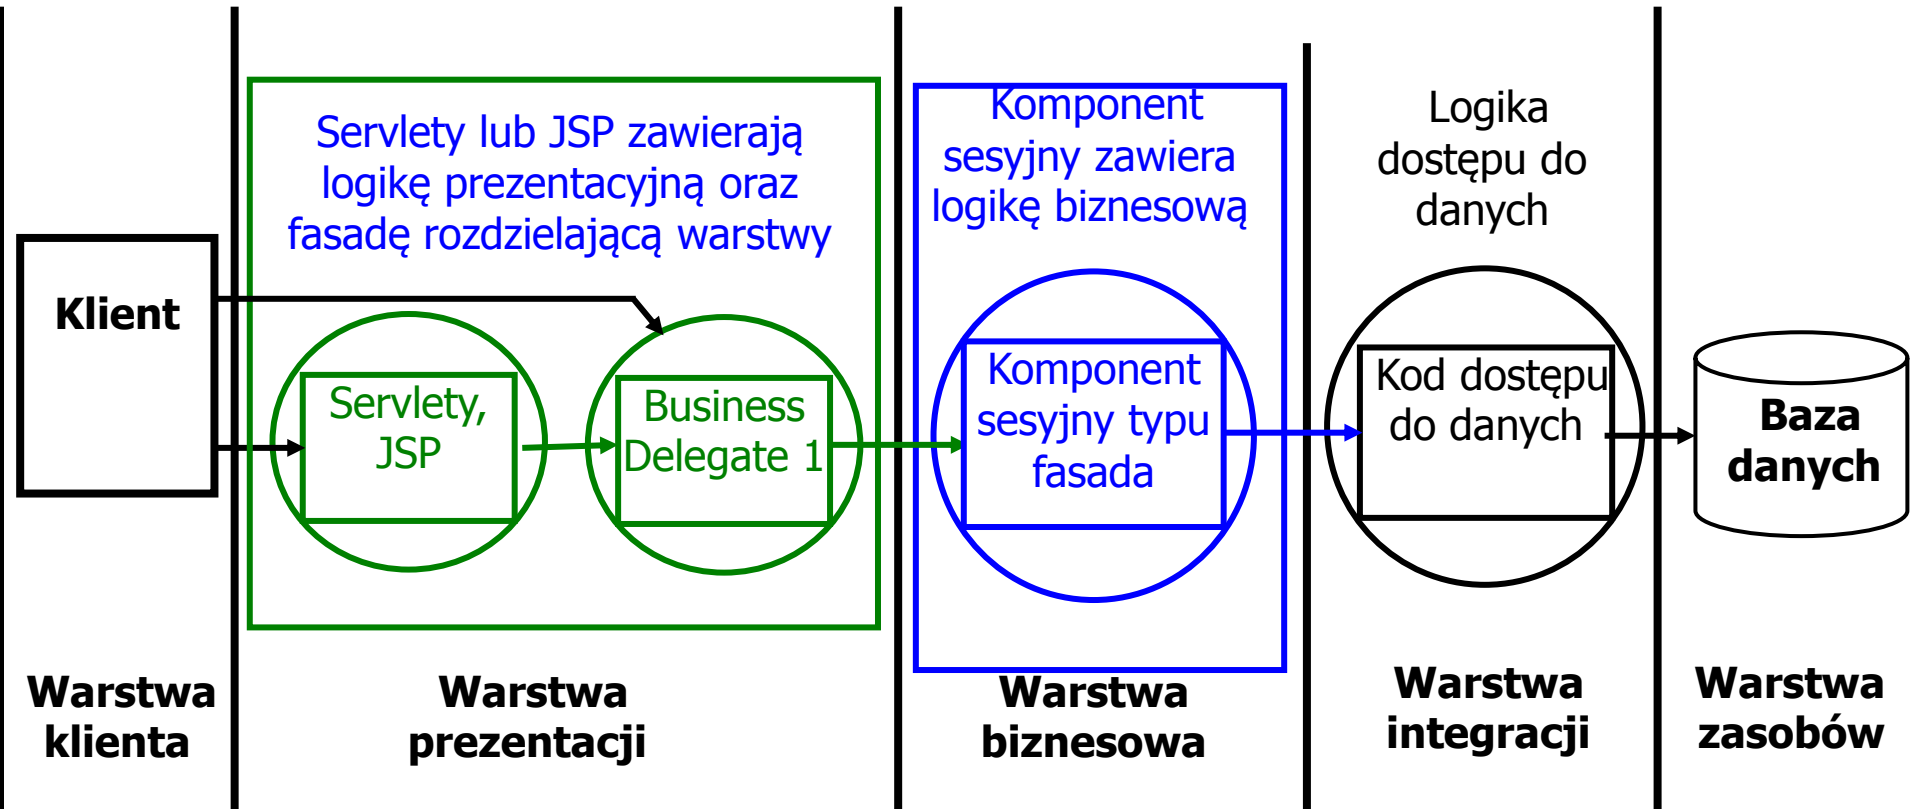 Servlety lub JSP zawierają
logikę prezentacyjną oraz
fasadę rozdzielającą warstwy
Komponent
sesyjny zawiera
logikę biznesową
Logika
dostępu do
danych
Klient
Servlety,
JSP
Business
Delegate 1
Komponent
sesyjny typu
fasada
Kod dostępu
do danych
Baza
danych
Warstwa
klienta
Warstwa
prezentacji
Warstwa
biznesowa
Warstwa
integracji
Warstwa
zasobów